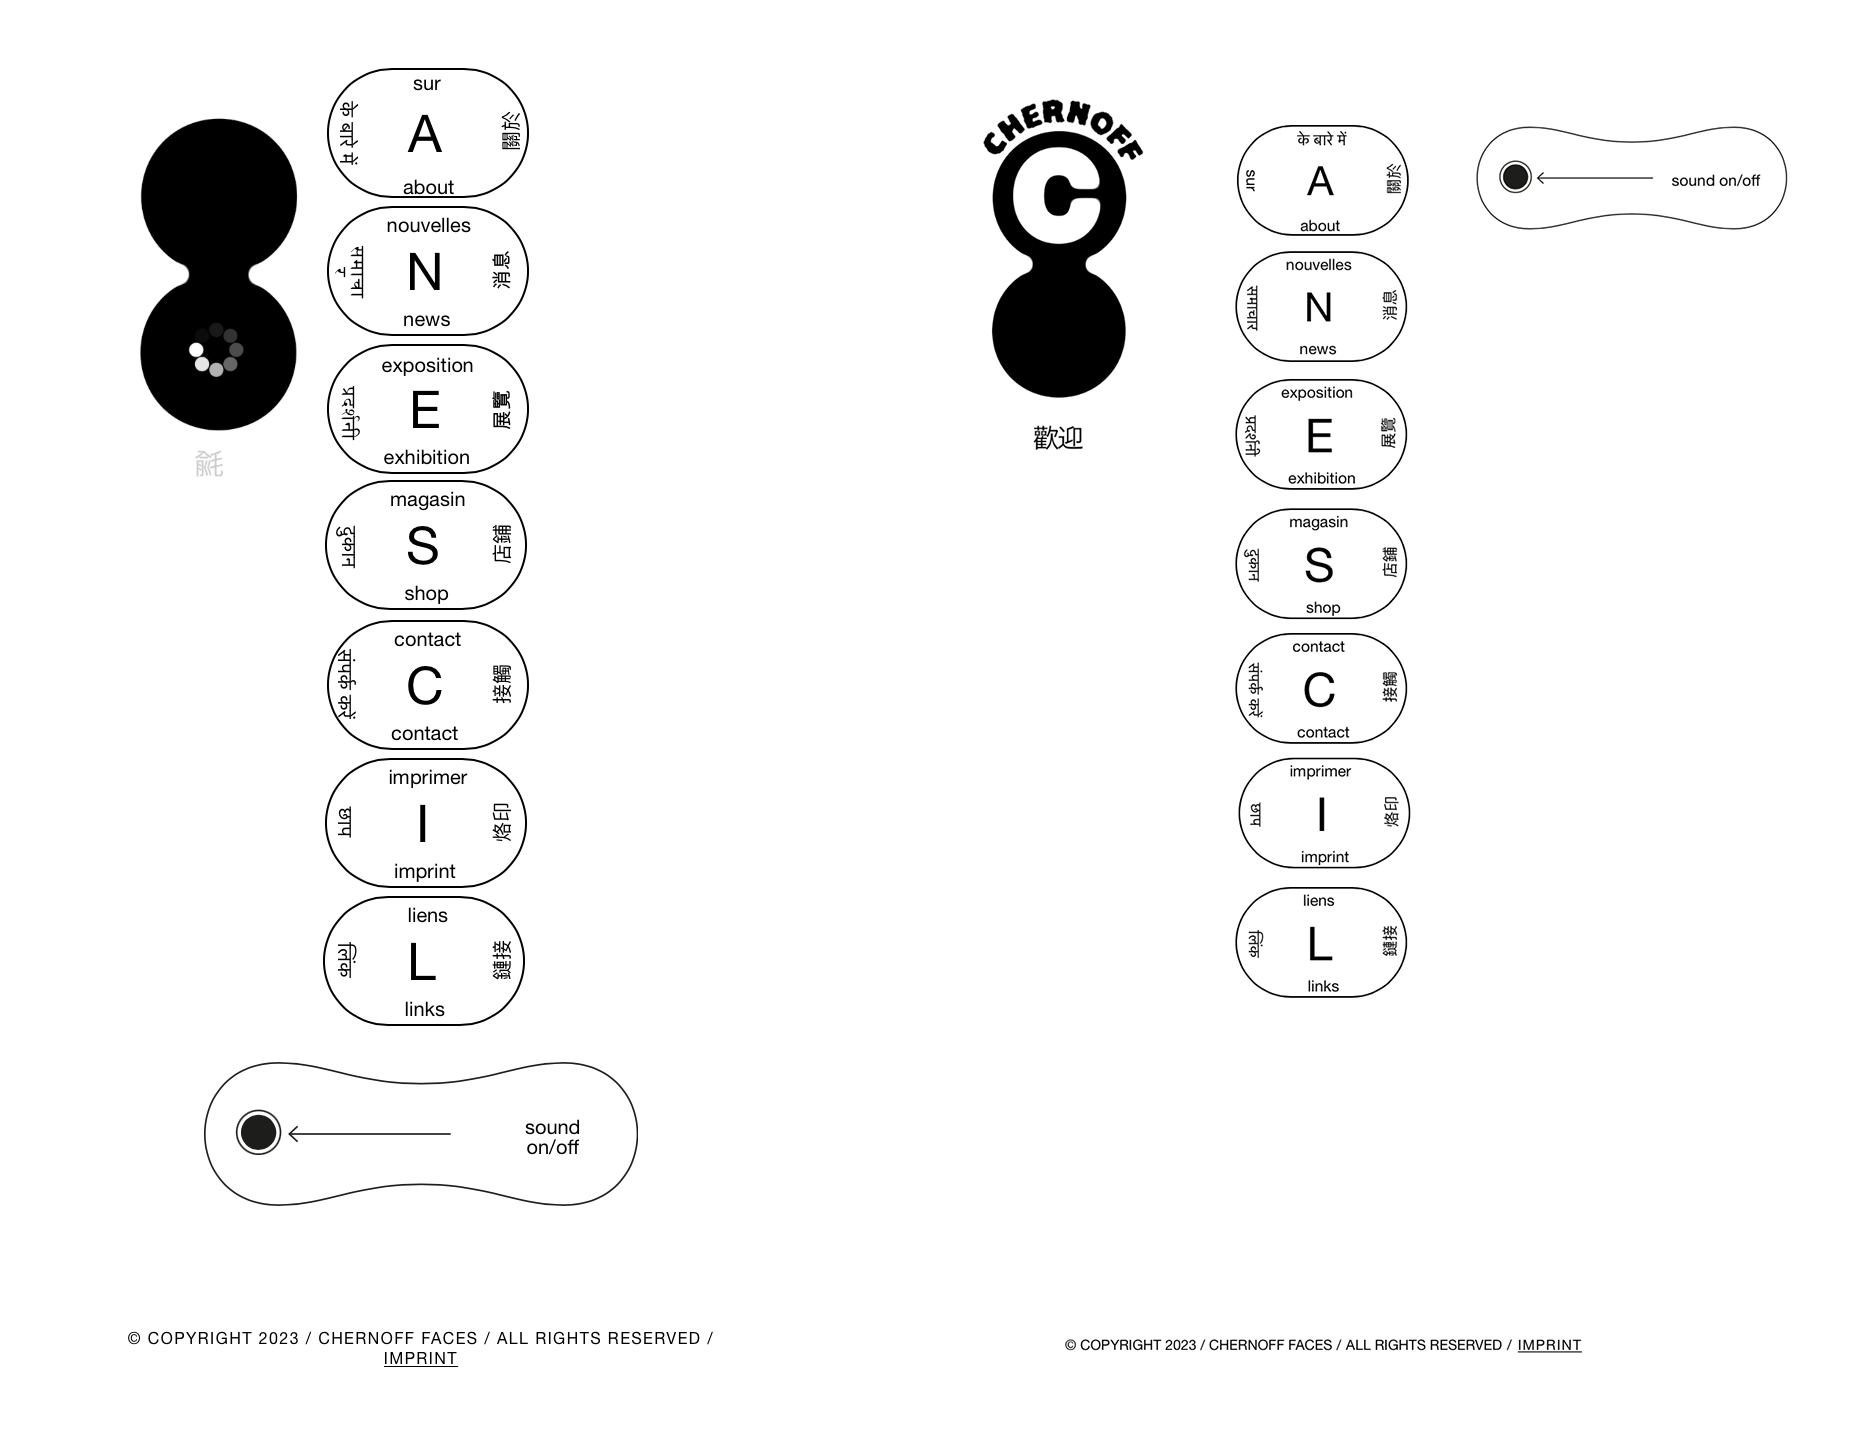 sur
के बारे में
A
關於
about
nouvelles
समाचा
र
N
消息
news
exposition
प्रदर्शनी
E
展覽
exhibition
magasin
दुकान
S
店鋪
shop
contact
संपर्क करें
C
接觸
contact
imprimer
छाप
I
烙印
imprint
liens
लिंक
L
鏈接
links
sound
on/off
© COPYRIGHT 2023 / CHERNOFF FACES / ALL RIGHTS RESERVED /
IMPRINT
CHERNOFF
C
歡迎
के बारे में
sur
A
關於
about
nouvelles
समाचार
N
消息
news
exposition
प्रदर्शनी
E
展覽
exhibition
magasin
दुकान
S
店鋪
shop
contact
संपर्क करें
C
接觸
contact
imprimer
छाप
I
烙印
imprint
liens
लिंक
L
鏈接
links
sound on/off
© COPYRIGHT 2023 / CHERNOFF FACES / ALL RIGHTS RESERVED / IMPRINT